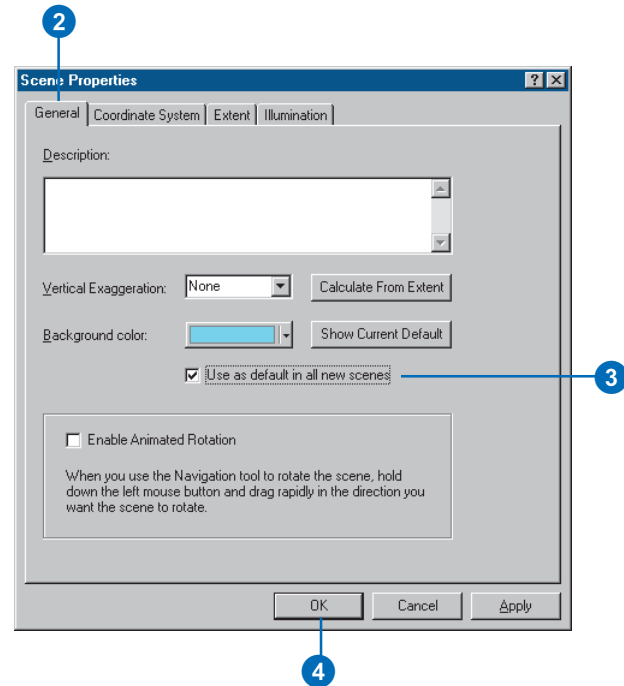 2
Scene Properties
General Coordinate System Extent Illumination
Description:
Vertical Exaggeration: None Calculate From Extent
Background color: Show Current Default
Use as default in all new scenes 3
Enable Animated Rotation
When you use the Navigation tool to rotate the scene, hold
down the left mouse button and drag rapidly in the direction you
want the scene to rotate.
OK Cancel Apply
4